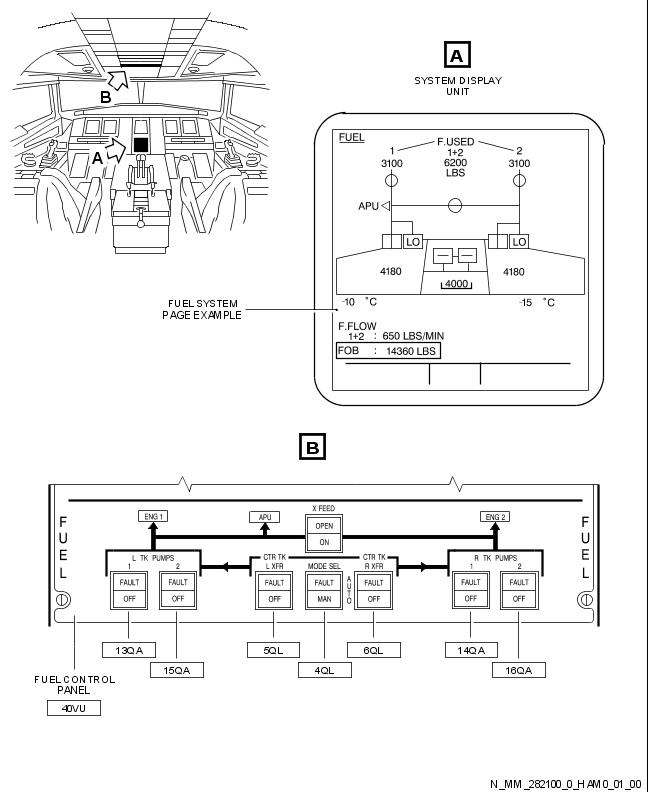 B
A
A
SYSTEM DISPLAY
UNIT
FUEL
F.USED
1 2
1+2
3100 6200 3100
LBS
APU
LO LO
4180 4180
4000
-10 °C -15 °C
FUEL SYSTEM
PAGE EXAMPLE
F.FLOW
1+2 : 650 LBS/MIN
FOB : 14360 LBS
B
FUEL
FUEL
X FEED
ENG 1 APU ENG 2
OPEN
ON
L TK PUMPS
1 2
CTR TK
L XFR
MODE SEL
CTR TK
R XFR
R TK PUMPS
1 2
FAULT FAULT FAULT FAULT FAULT FAULT FAULT
OFF OFF OFF MAN OFF OFF OFF
AUTO
13QA 5QL 6QL 14QA
15QA 4QL 16QA
FUEL CONTROL
PANEL
40VU
N_MM_282100_0_HAM0_01_00